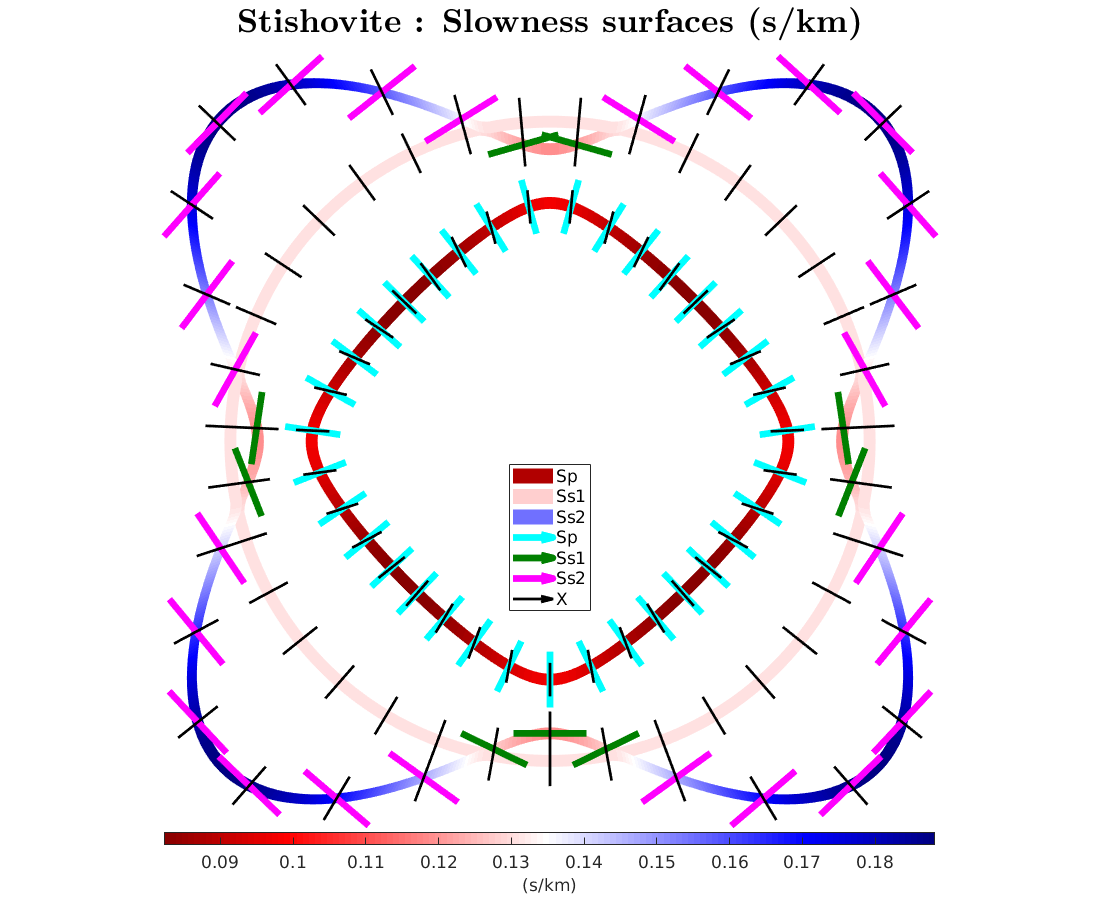 Stishovite : Slowness surfaces (s/km)
Sp
Ss1
Ss2
Sp
Ss1
Ss2
X
0.09 0.1 0.11 0.12 0.13 0.14 0.15 0.16 0.17 0.18
(s/km)